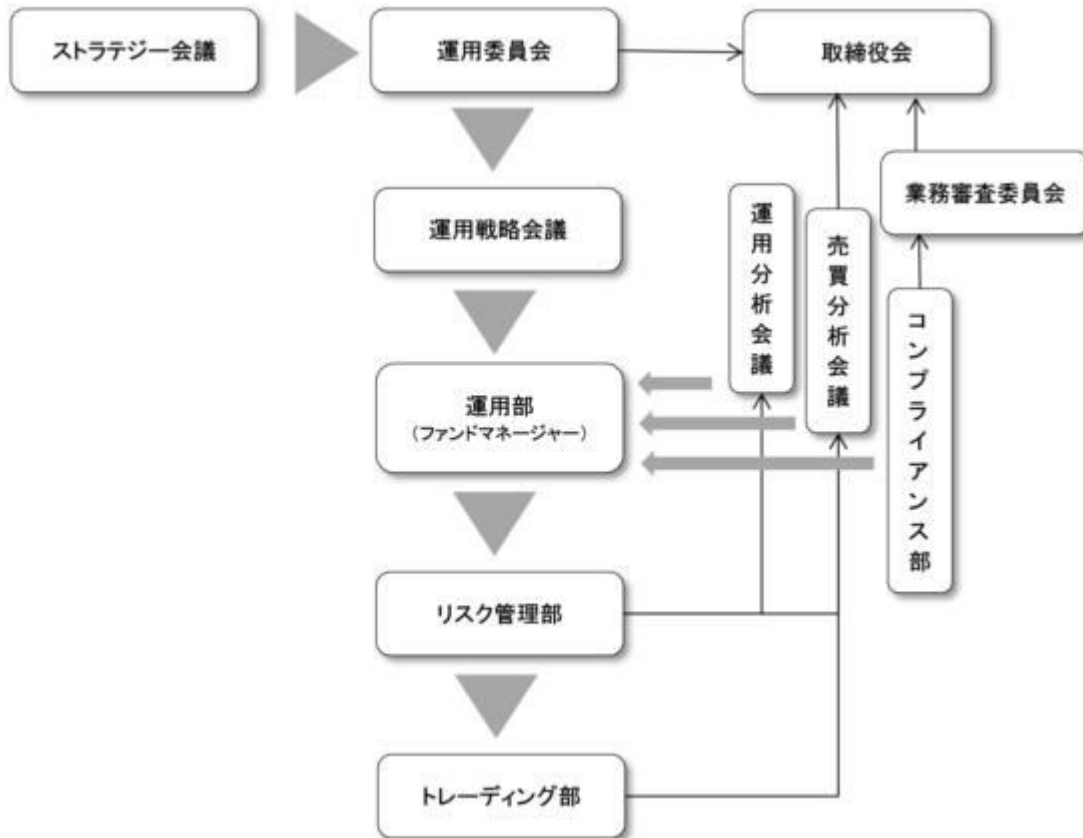 ストラテジー会議
運用委員会
取締役会
業務審査委員会
運用戦略会議
運用分析会議
売買分析会議
コンプライアンス部
運用部
(ファンドマネージャー)
リスク管理部
トレーディング部